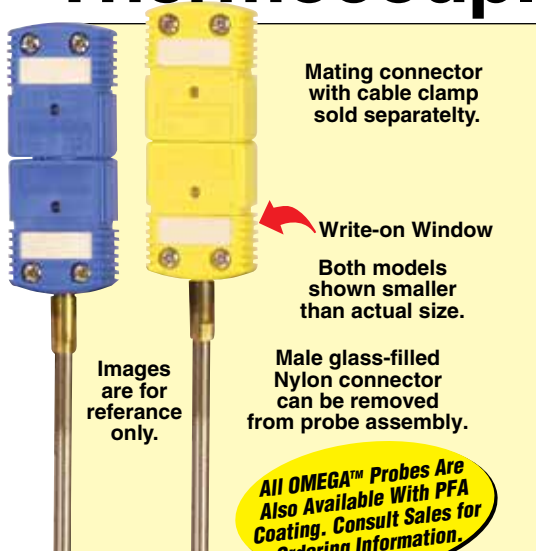 Thermocoupl
Mating connector
with cable clamp
sold separatelty.
Write-on Window
Both models
shown smaller
than actual size.
Images
are for
referance
only.
Male glass-filled
Nylon connector
can be removed
from probe assembly.
All OMEGA™ Probes Are
Also Available With PFA
Coating. Consult Sales for
Ordering Information.